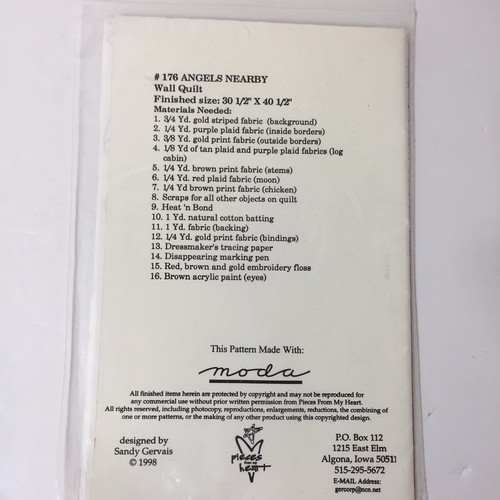 # 176 ANGELS NEARBY
Wall Quilt
Finished size: 30 1/2" X 40 1/2"
Materials Needed:
1. 3/4 Yd. gold striped fabric (background)
2. 1/4 Yd. purple plaid fabric (inside borders)
3. 3/8 Yd. gold print fabric (outside borders)
4. 1/8 Yd of tan plaid and purple plaid fabrics (log
cabin)
5. 1/4 Yd. brown print fabric (stems)
6. 1/4 Yd. red plaid fabric (moon)
7. 1/4 Yd brown print fabric (chicken)
8. Scraps for all other objects on quilt
9. Heat 'n Bond
10. 1 Yd. natural cotton batting
11. 1 Yd. fabric (backing)
12. 1/4 Yd. gold print fabric (bindings)
13. Dressmaker's tracing paper
14. Disappearing marking pen
15. Red, brown and gold embroidery floss
16. Brown acrylic paint (eyes)
This Pattern Made With:
moda
All finished items herein are protected by copyright and may not be reproduced for
any commercial use without prior written permission from Pieces From My Heart.
All rights reserved, including photocopy, reproductions, enlargements, reductions, the combining of
one or more patterns, or the making of any other product using this copyrighted design.
designed by
Sandy Gervais
© 1998
pieces
from my
heart
P.O. Box 112
1215 East Elm
Algona, Iowa 50511
515-295-5672
E-MAIL Address:
gercorp@ncn.net